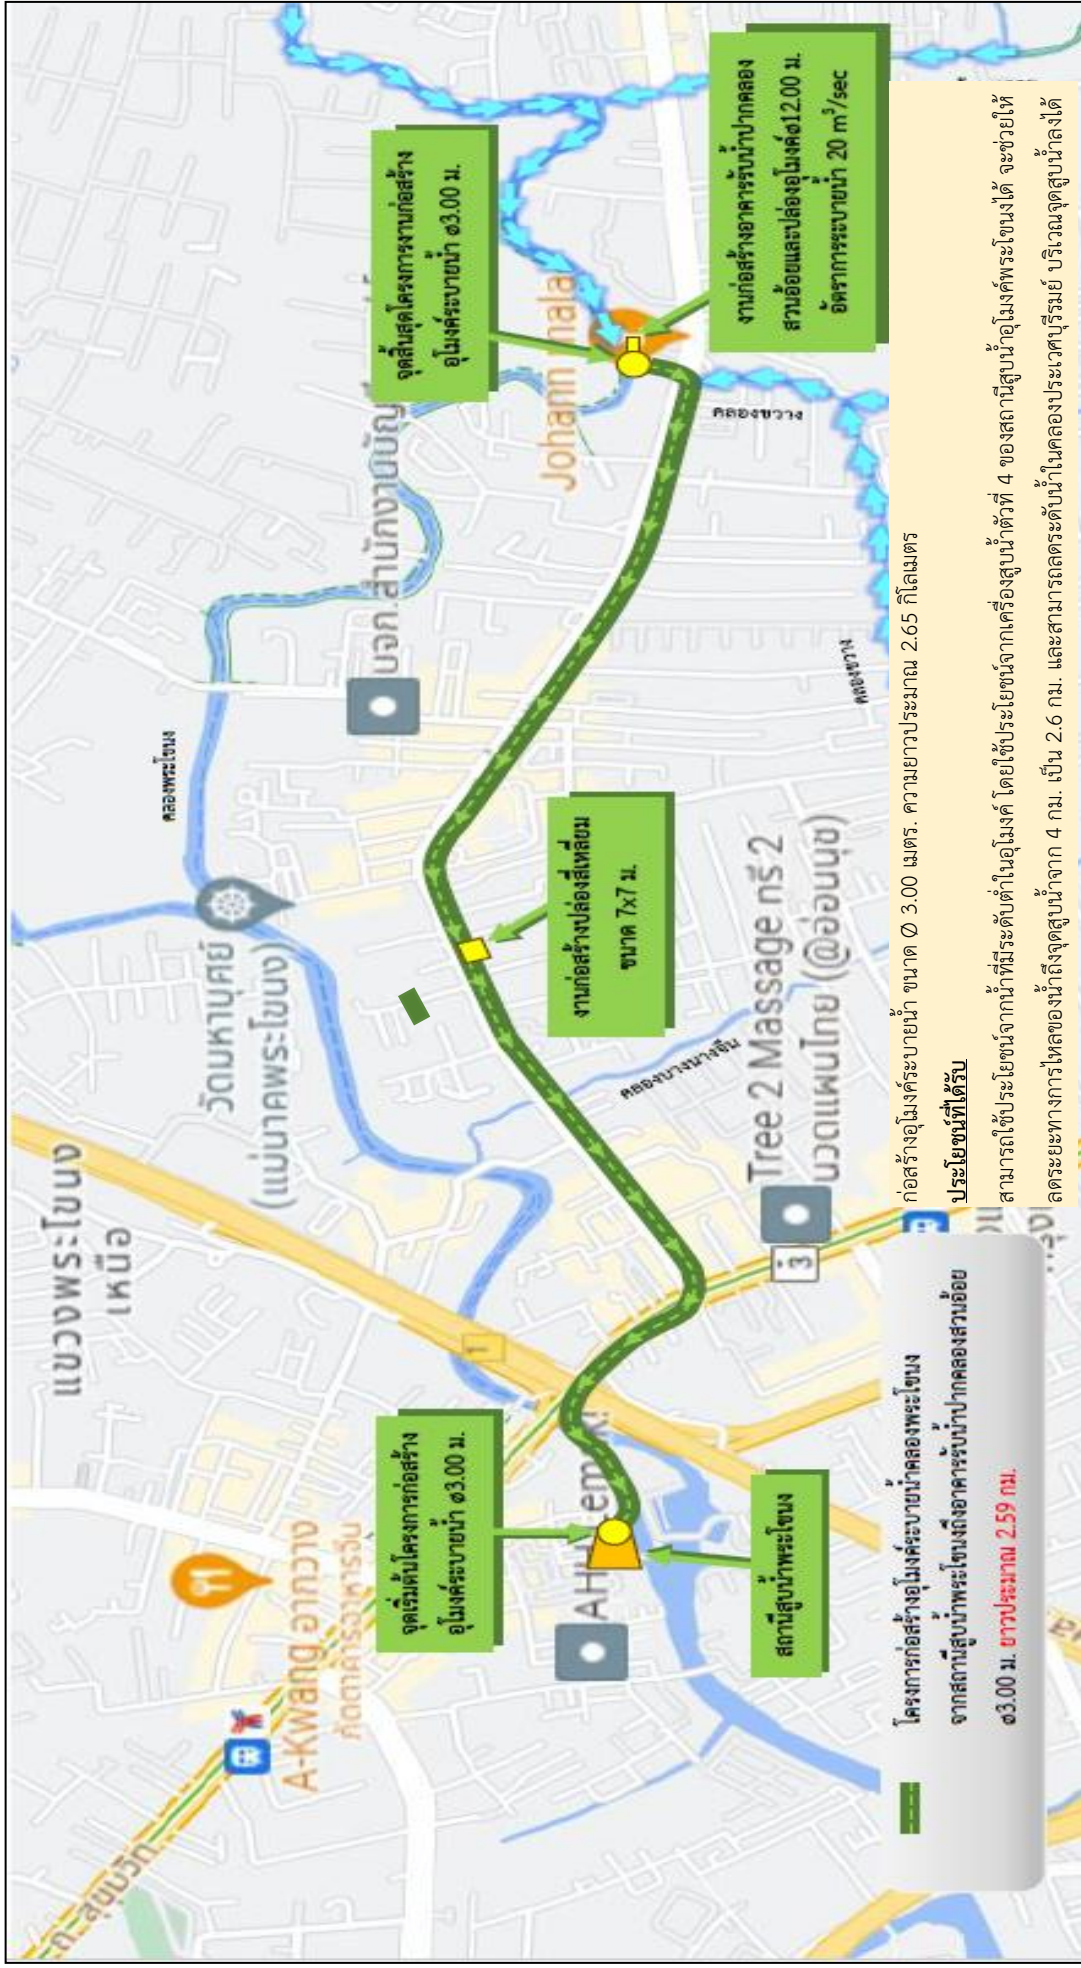 แขวงพระโขนง
เหนือ
ถ. สุขุมวิท
A-Kwang อากวาง
ภัตตาคารอาหารจีน
วัดมหาบุศย์
(แม่นาคพระโขนง)
คลองพระโขนง
บจก.สำนักงานบัญ
Johann mala
จุดเริ่มต้นโครงการก่อสร้าง
อุโมงค์ระบายน้ำ ø3.00 ม.
จุดสิ้นสุดโครงการงานก่อสร้าง
อุโมงค์ระบายน้ำ ø3.00 ม.
1
งานก่อสร้างปล่องสี่เหลี่ยม
ขนาด 7x7 ม.
คลองบางนางจีน
คลองขวาง
คลองขวาง
สถานีสูบน้ำพระโขนง
Tree 2 Massage ทรี 2
นวดแผนไทย (@อ่อนนุช)
3
งานก่อสร้างอาคารรับน้ำปากคลอง
สวนอ้อยและปล่องอุโมงค์ø12.00 ม.
อัตราการระบายน้ำ 20 m³/sec
โครงการก่อสร้างอุโมงค์ระบายน้ำคลองพระโขนง
จากสถานีสูบน้ำพระโขนงถึงอาคารรับน้ำปากคลองสวนอ้อย
ø3.00 ม. ยาวประมาณ 2.59 กม.
ก่อสร้างอุโมงค์ระบายน้ำ ขนาด Ø 3.00 เมตร. ความยาวประมาณ 2.65 กิโลเมตร
ประโยชน์ที่ได้รับ
สามารถใช้ประโยชน์จากน้ำที่มีระดับต่ำในอุโมงค์ โดยใช้ประโยชน์จากเครื่องสูบน้ำตัวที่ 4 ของสถานีสูบน้ำอุโมงค์พระโขนงได้ จะช่วยให้
ลดระยะทางการไหลของน้ำถึงจุดสูบน้ำจาก 4 กม. เป็น 2.6 กม. และสามารถลดระดับน้ำในคลองประเวศบุรีรมย์ บริเวณจุดสูบน้ำลงได้